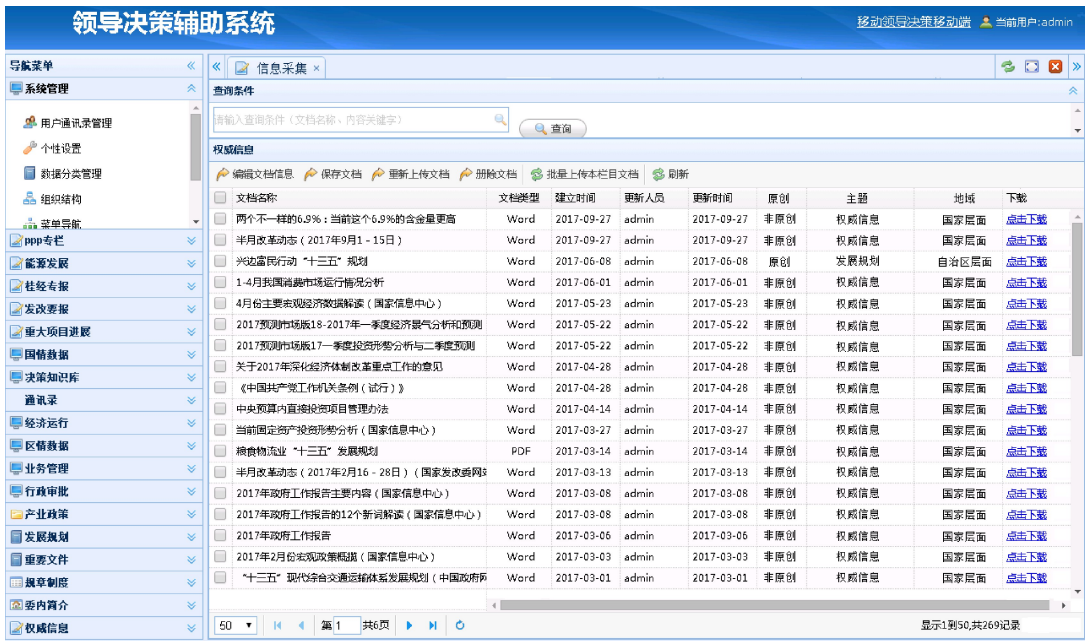 领导决策辅助系统
移动领导决策移动端 当前用户:admin
导航菜单
系统管理
用户通讯录管理
个性设置
数据分类管理
组织结构
菜单导航
ppp专栏
能源发展
桂经专报
发改要报
重大项目进展
国情数据
决策知识库
通讯录
经济运行
区情数据
业务管理
行政审批
产业政策
发展规划
重要文件
规章制度
委内简介
权威信息
信息采集
查询条件
请输入查询条件(文档名称、内容关键字) 查询
权威信息
编辑文档信息 保存文档 重新上传文档 删除文档 批量上传本栏目文档 刷新
文档名称 文档类型 建立时间 更新人员 更新时间 原创 主题 地域 下载
两个不一样的6.9%:当前这个6.9%的含金量更高 Word 2017-09-27 admin 2017-09-27 非原创 权威信息 国家层面 点击下载
半月改革动态(2017年9月1-15日) Word 2017-09-27 admin 2017-09-27 非原创 权威信息 国家层面 点击下载
兴边富民行动“十三五”规划 Word 2017-06-08 admin 2017-06-08 原创 发展规划 自治区层面 点击下载
1-4月我国消费市场运行情况分析 Word 2017-06-01 admin 2017-06-01 非原创 权威信息 国家层面 点击下载
4月份主要宏观经济数据解读(国家信息中心) Word 2017-05-23 admin 2017-05-23 非原创 权威信息 国家层面 点击下载
2017预测市场版18-2017年一季度经济景气分析和预测 Word 2017-05-22 admin 2017-05-22 非原创 权威信息 国家层面 点击下载
2017预测市场版17一季度投资形势分析与二季度预测 Word 2017-05-22 admin 2017-05-22 非原创 权威信息 国家层面 点击下载
关于2017年深化经济体制改革重点工作的意见 Word 2017-04-28 admin 2017-04-28 非原创 权威信息 国家层面 点击下载
《中国共产党工作机关条例(试行)》 Word 2017-04-28 admin 2017-04-28 非原创 权威信息 国家层面 点击下载
中央预算内直接投资项目管理办法 Word 2017-04-14 admin 2017-04-14 非原创 权威信息 国家层面 点击下载
当前固定资产投资形势分析(国家信息中心) Word 2017-03-27 admin 2017-03-27 非原创 权威信息 国家层面 点击下载
粮食物流业“十三五”发展规划 PDF 2017-03-14 admin 2017-03-14 非原创 权威信息 国家层面 点击下载
半月改革动态(2017年2月16-28日)(国家发改委网站 Word 2017-03-13 admin 2017-03-13 非原创 权威信息 国家层面 点击下载
2017年政府工作报告主要内容(国家信息中心) Word 2017-03-08 admin 2017-03-08 非原创 权威信息 国家层面 点击下载
2017年政府工作报告的12个新词解读(国家信息中心) Word 2017-03-08 admin 2017-03-08 非原创 权威信息 国家层面 点击下载
2017年政府工作报告 Word 2017-03-06 admin 2017-03-06 非原创 权威信息 国家层面 点击下载
2017年2月份宏观政策概揽(国家信息中心) Word 2017-03-03 admin 2017-03-03 非原创 权威信息 国家层面 点击下载
“十三五”现代综合交通运输体系发展规划(中国政府网 Word 2017-03-01 admin 2017-03-01 非原创 权威信息 国家层面 点击下载
50 第 1 共6页 显示1到50,共269记录